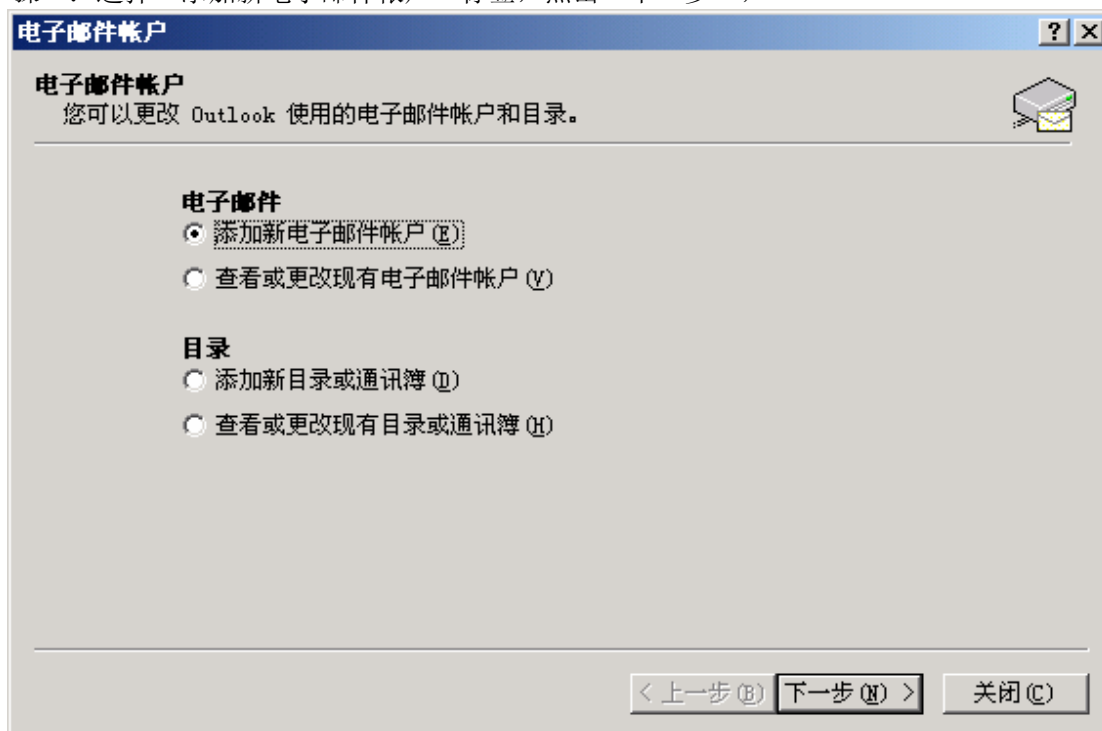 电子邮件帐户
电子邮件帐户
您可以更改 Outlook 使用的电子邮件帐户和目录。
电子邮件
添加新电子邮件帐户(E)
查看或更改现有电子邮件帐户(V)
目录
添加新目录或通讯簿(D)
查看或更改现有目录或通讯簿(H)
< 上一步(B) 下一步(N) > 关闭(C)